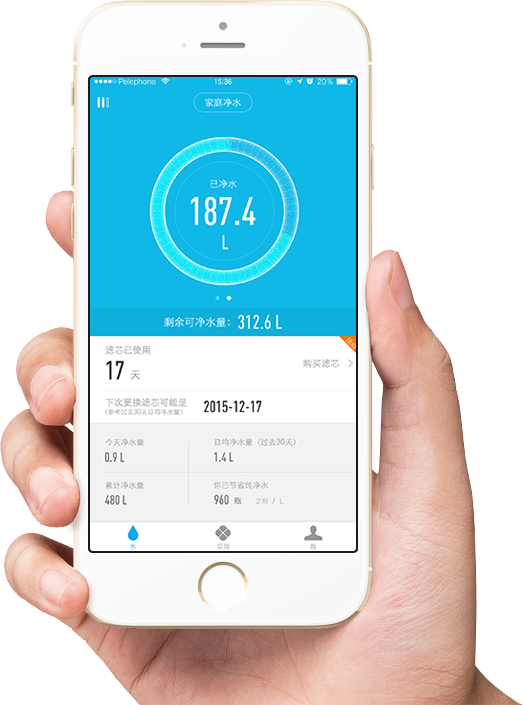 Pelephone 15:36 20%
家庭净水
已净水
187.4
L
剩余可净水量: 312.6 L
滤芯已使用
17 天
购买滤芯
下次更换滤芯可能是
(参考过去30天日均净水量)
2015-12-17
今天净水量
0.9 L
日均净水量 (过去30天)
1.4 L
累计净水量
480 L
你已节省纯净水
960 瓶
水
应用
我